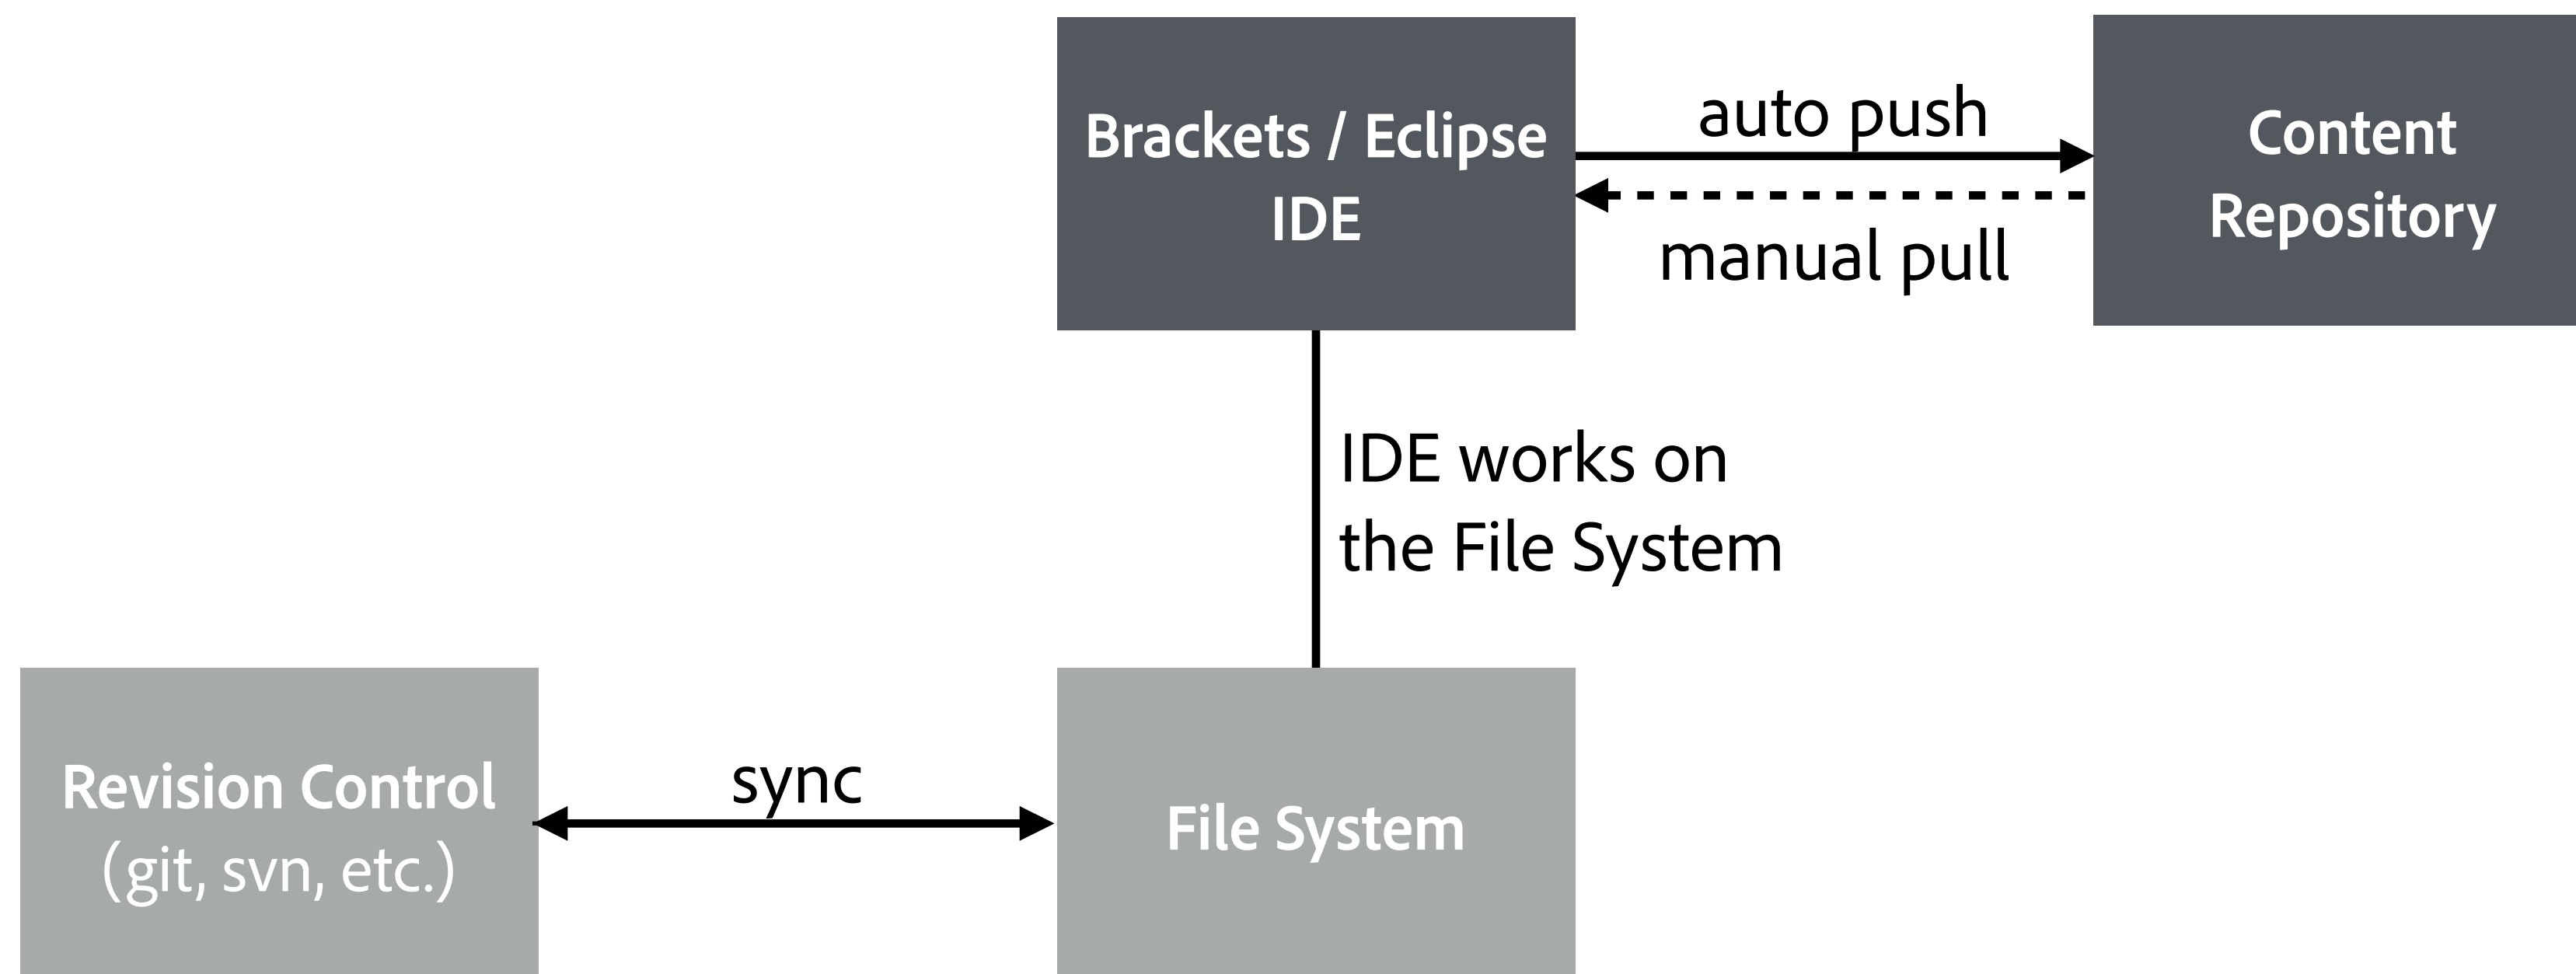 Brackets / Eclipse
IDE
auto push
manual pull
Content
Repository
IDE works on
the File System
Revision Control
(git, svn, etc.)
sync
File System